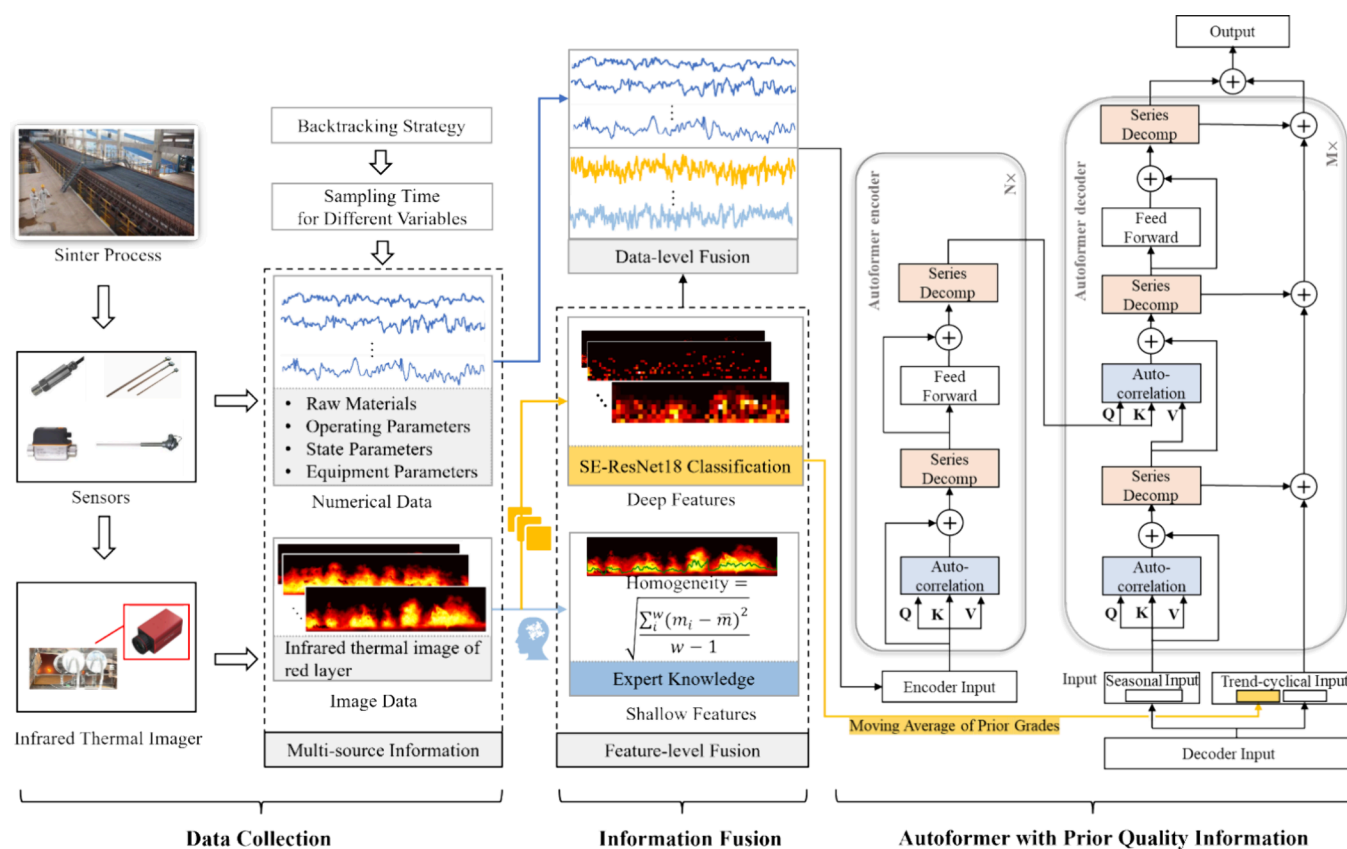 Sinter Process
Sensors
Infrared Thermal Imager
Backtracking Strategy
Sampling Time
for Different Variables
• Raw Materials
• Operating Parameters
• State Parameters
• Equipment Parameters
Numerical Data
Infrared thermal image of
red layer
Image Data
Multi-source Information
Data-level Fusion
SE-ResNet18 Classification
Deep Features
Homogeneity =
√(∑ᵢʷ(mᵢ − m̄)² / (w − 1))
Expert Knowledge
Shallow Features
Feature-level Fusion
Autoformer encoder
N×
Series
Decomp
+
Feed
Forward
Series
Decomp
+
Auto-
correlation
Q K V
Encoder Input
Output
+
Autoformer decoder
M×
Series
Decomp
+
+
Feed
Forward
Series
Decomp
+
+
Auto-
correlation
Q K V
Series
Decomp
+
+
Auto-
correlation
Q K V
Input
Seasonal Input
Trend-cyclical Input
Moving Average of Prior Grades
Decoder Input
Data Collection
Information Fusion
Autoformer with Prior Quality Information